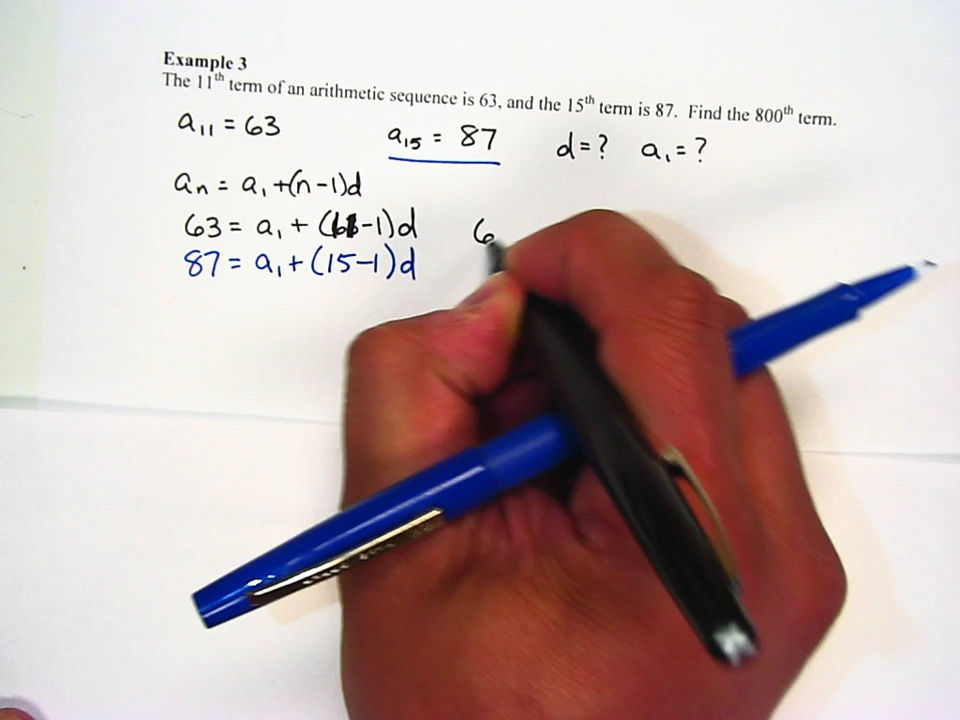 Example 3
The 11th term of an arithmetic sequence is 63, and the 15th term is 87. Find the 800th term.
a₁₁ = 63 a₁₅ = 87 d = ? a₁ = ?
aₙ = a₁ + (n-1)d
63 = a₁ + (11-1)d 6
87 = a₁ + (15-1)d